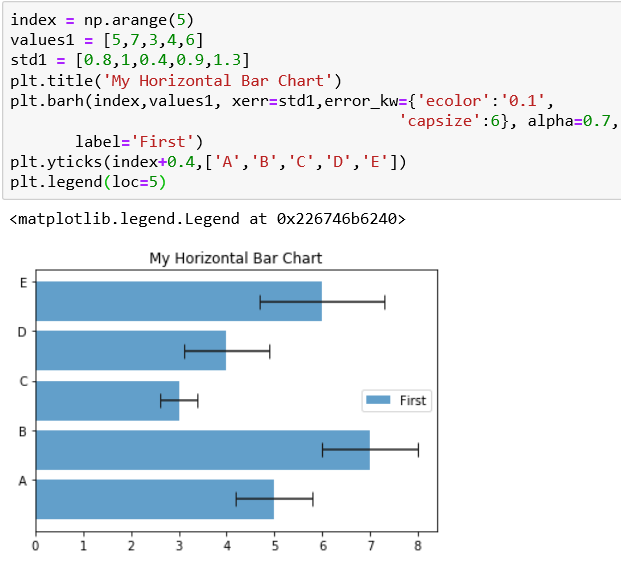 index = np.arange(5)
values1 = [5,7,3,4,6]
std1 = [0.8,1,0.4,0.9,1.3]
plt.title('My Horizontal Bar Chart')
plt.barh(index,values1, xerr=std1,error_kw={'ecolor':'0.1',
'capsize':6}, alpha=0.7,
label='First')
plt.yticks(index+0.4,['A','B','C','D','E'])
plt.legend(loc=5)
<matplotlib.legend.Legend at 0x226746b6240>
My Horizontal Bar Chart
E
D
C
First
B
A
0 1 2 3 4 5 6 7 8